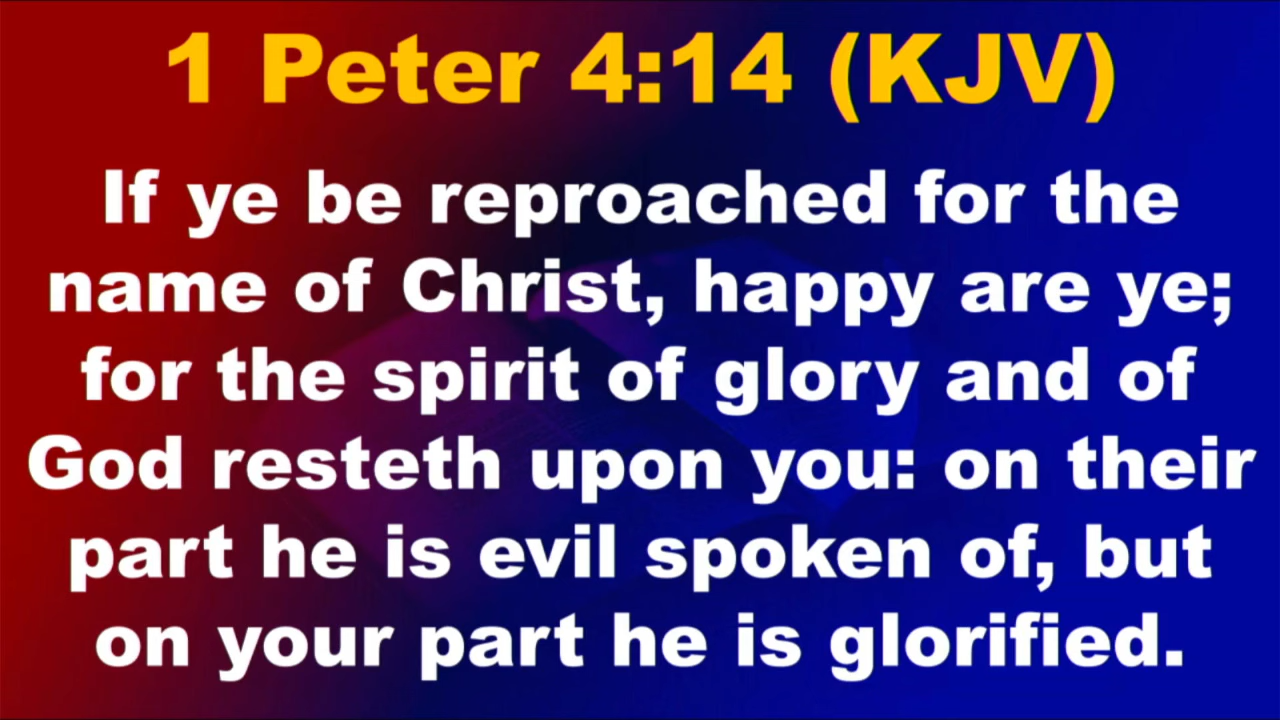 1 Peter 4:14 (KJV)
If ye be reproached for the
name of Christ, happy are ye;
for the spirit of glory and of
God resteth upon you: on their
part he is evil spoken of, but
on your part he is glorified.